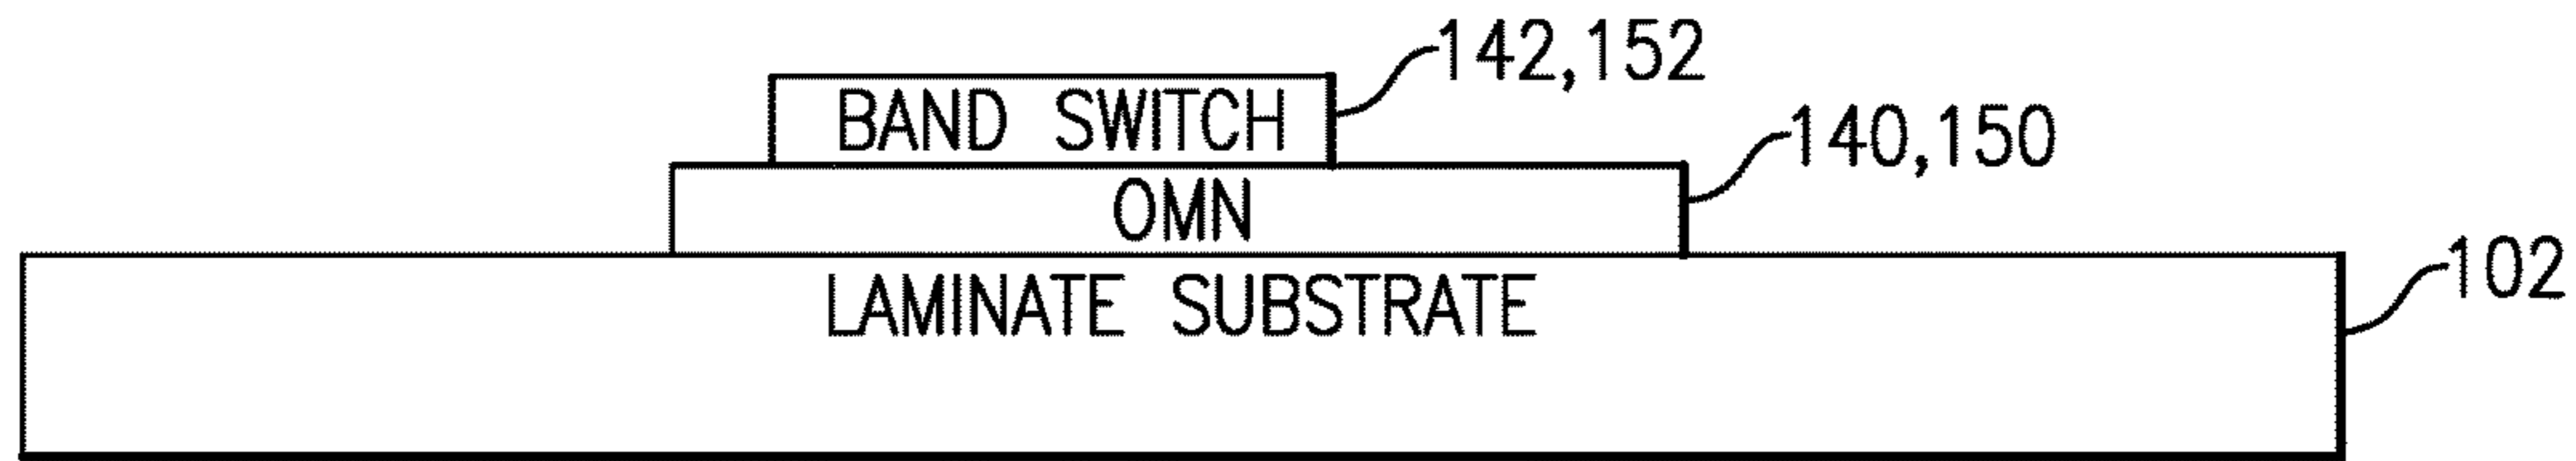 142,152
BAND SWITCH
140,150
OMN
102
LAMINATE SUBSTRATE